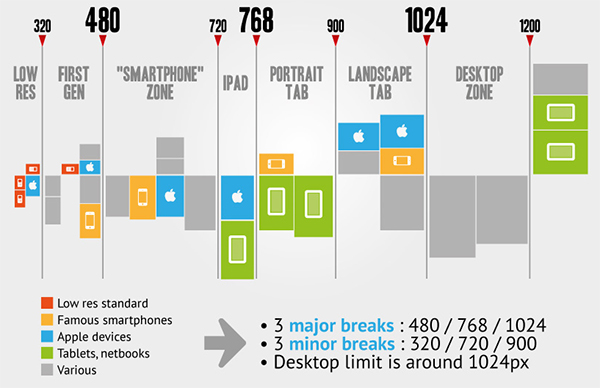 320 480 720 768 900 1024 1200
LOW
RES
FIRST
GEN
"SMARTPHONE"
ZONE
IPAD
PORTRAIT
TAB
LANDSCAPE
TAB
DESKTOP
ZONE
Low res standard
Famous smartphones
Apple devices
Tablets, netbooks
Various
• 3 major breaks : 480 / 768 / 1024
• 3 minor breaks : 320 / 720 / 900
• Desktop limit is around 1024px